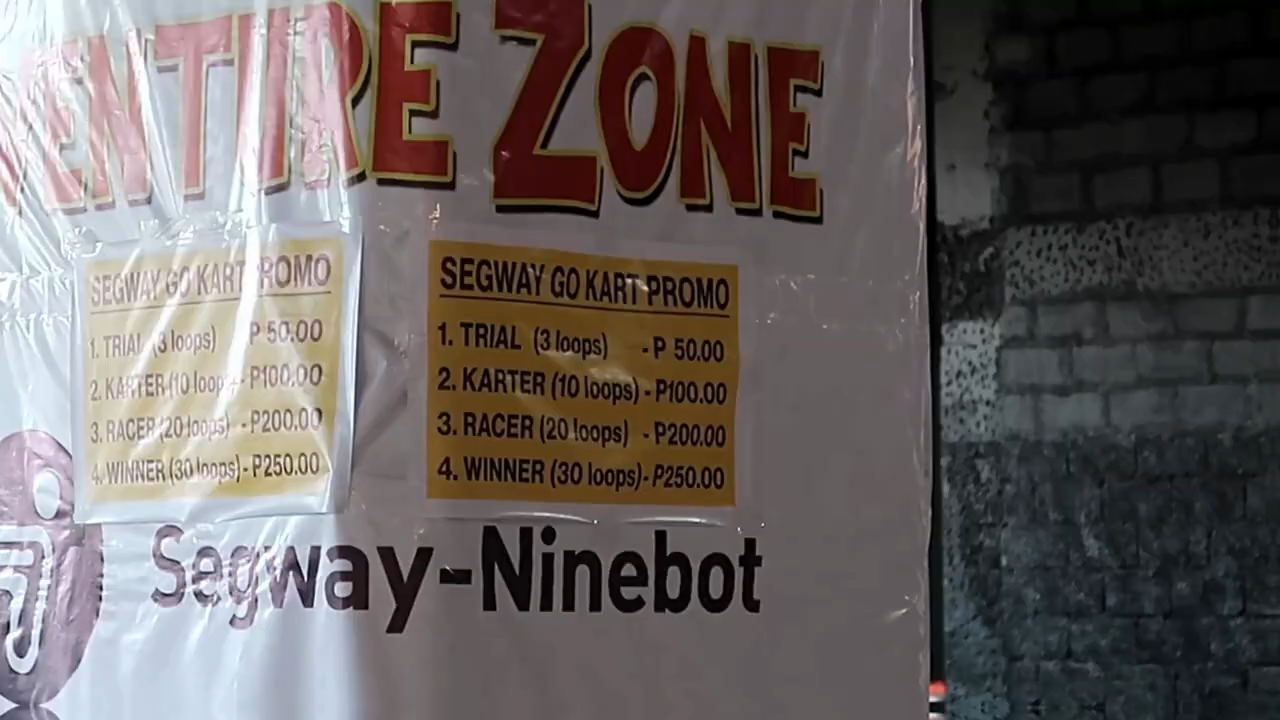 VENTIRE ZONE
SEGWAY GO KART PROMO
1. TRIAL (3 loops) P 50.00
2. KARTER (10 loops) - P100.00
3. RACER (20 loops) - P200.00
4. WINNER (30 loops) - P250.00
SEGWAY GO KART PROMO
1. TRIAL (3 loops) - P 50.00
2. KARTER (10 loops) - P100.00
3. RACER (20 loops) - P200.00
4. WINNER (30 loops) - P250.00
Segway-Ninebot